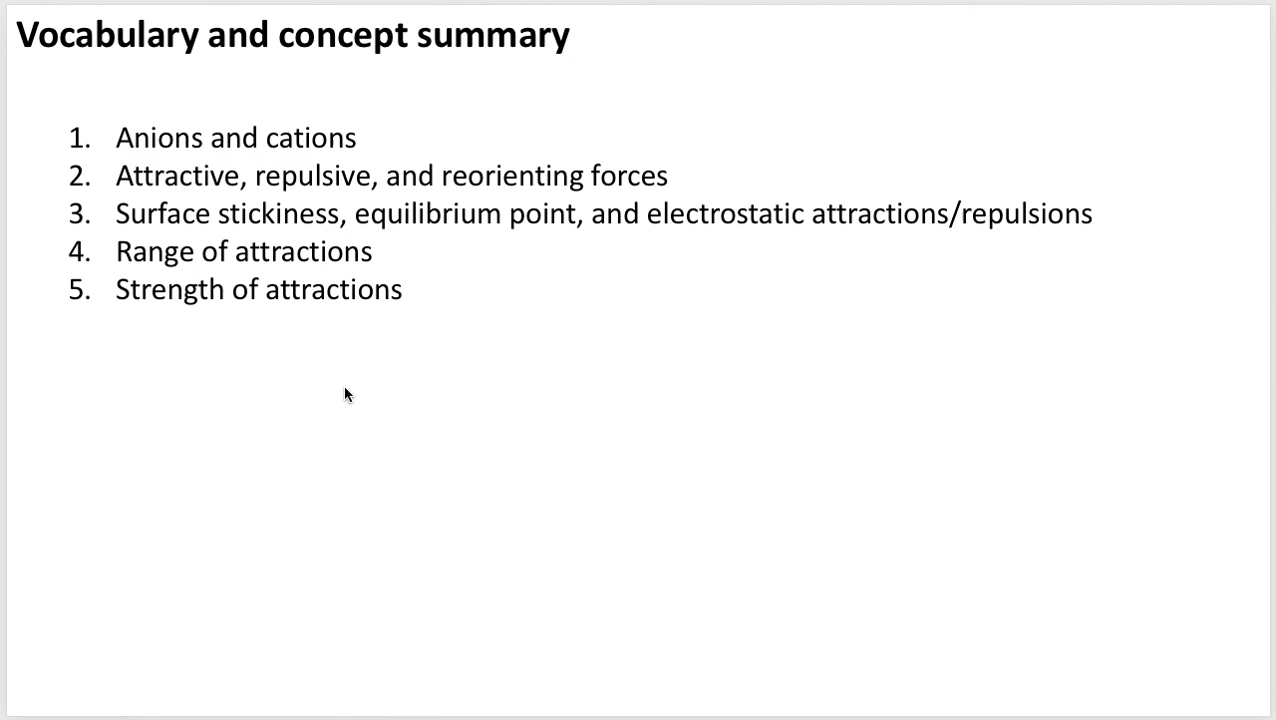 Vocabulary and concept summary
1. Anions and cations
2. Attractive, repulsive, and reorienting forces
3. Surface stickiness, equilibrium point, and electrostatic attractions/repulsions
4. Range of attractions
5. Strength of attractions